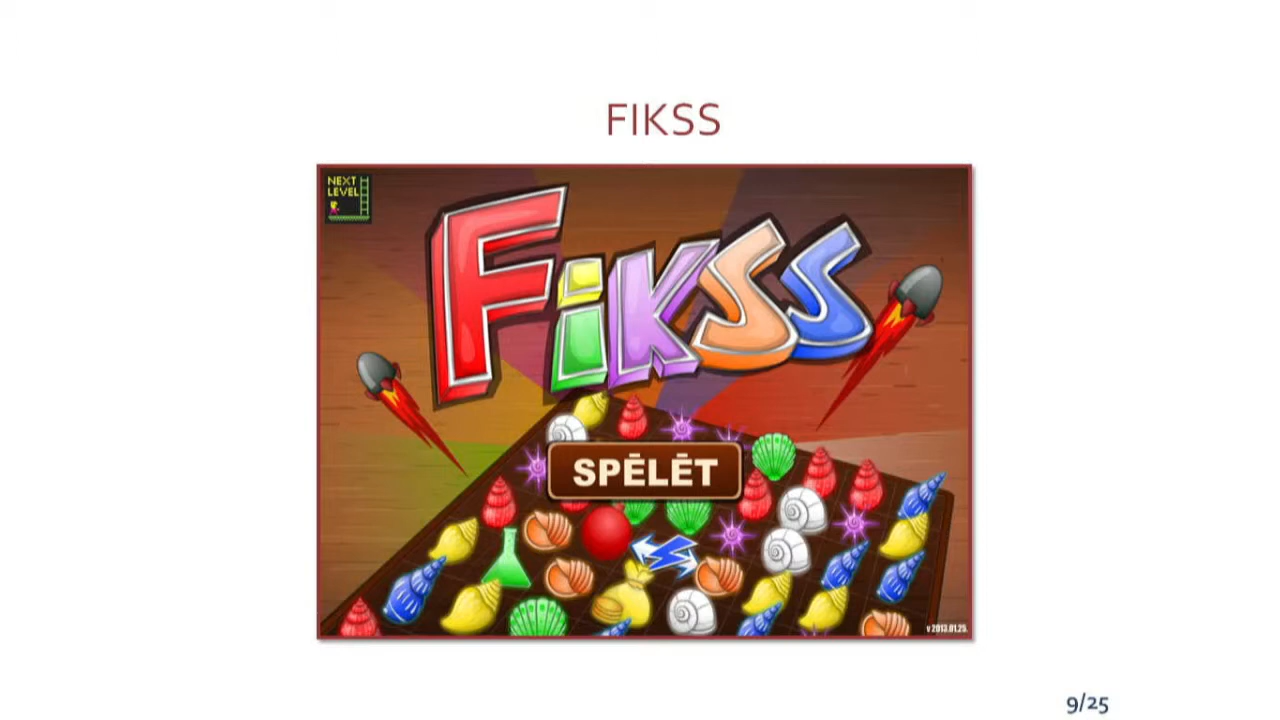 FIKSS
NEXT
LEVEL
FiKSS
SPĒLĒT
v 2013.01.25.
9/25